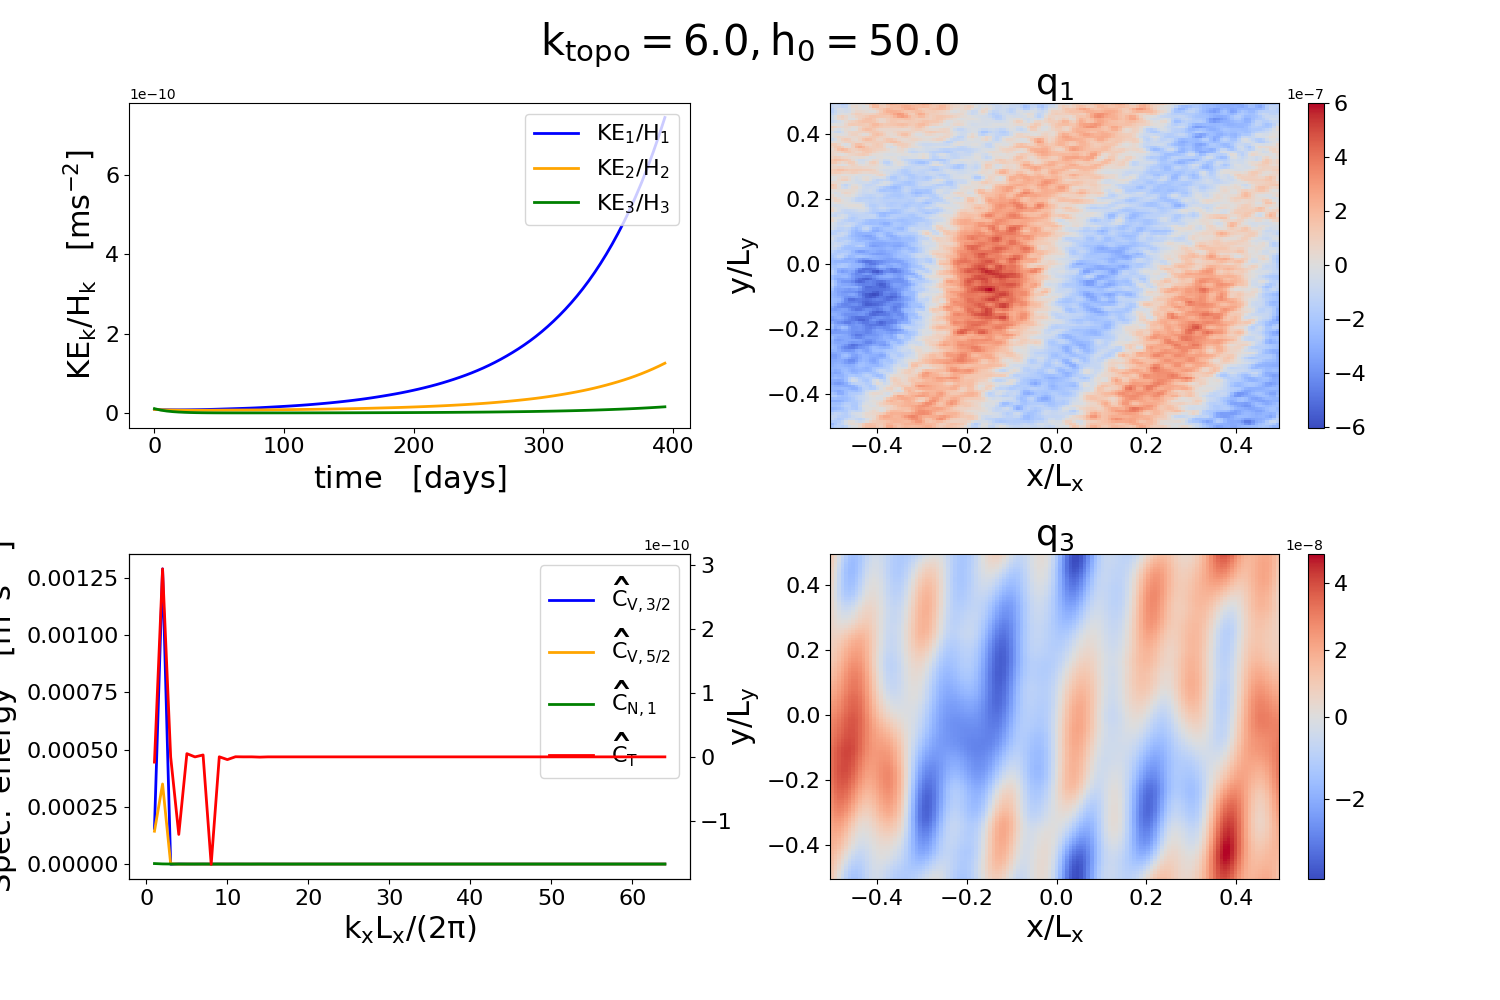 k_topo = 6.0, h_0 = 50.0
1e−10
KE_k/H_k [ms^−2]
6
4
2
0
KE_1/H_1
KE_2/H_2
KE_3/H_3
0 100 200 300 400
time [days]
q_1
1e−7
y/L_y
0.4
0.2
0.0
−0.2
−0.4
−0.4 −0.2 0.0 0.2 0.4
x/L_x
6
4
2
0
−2
−4
−6
1e−10
Spec. energy
0.00125
0.00100
0.00075
0.00050
0.00025
0.00000
Ĉ_V, 3/2
Ĉ_V, 5/2
Ĉ_N, 1
Ĉ_T
3
2
1
0
−1
0 10 20 30 40 50 60
k_xL_x/(2π)
q_3
1e−8
y/L_y
0.4
0.2
0.0
−0.2
−0.4
−0.4 −0.2 0.0 0.2 0.4
x/L_x
4
2
0
−2